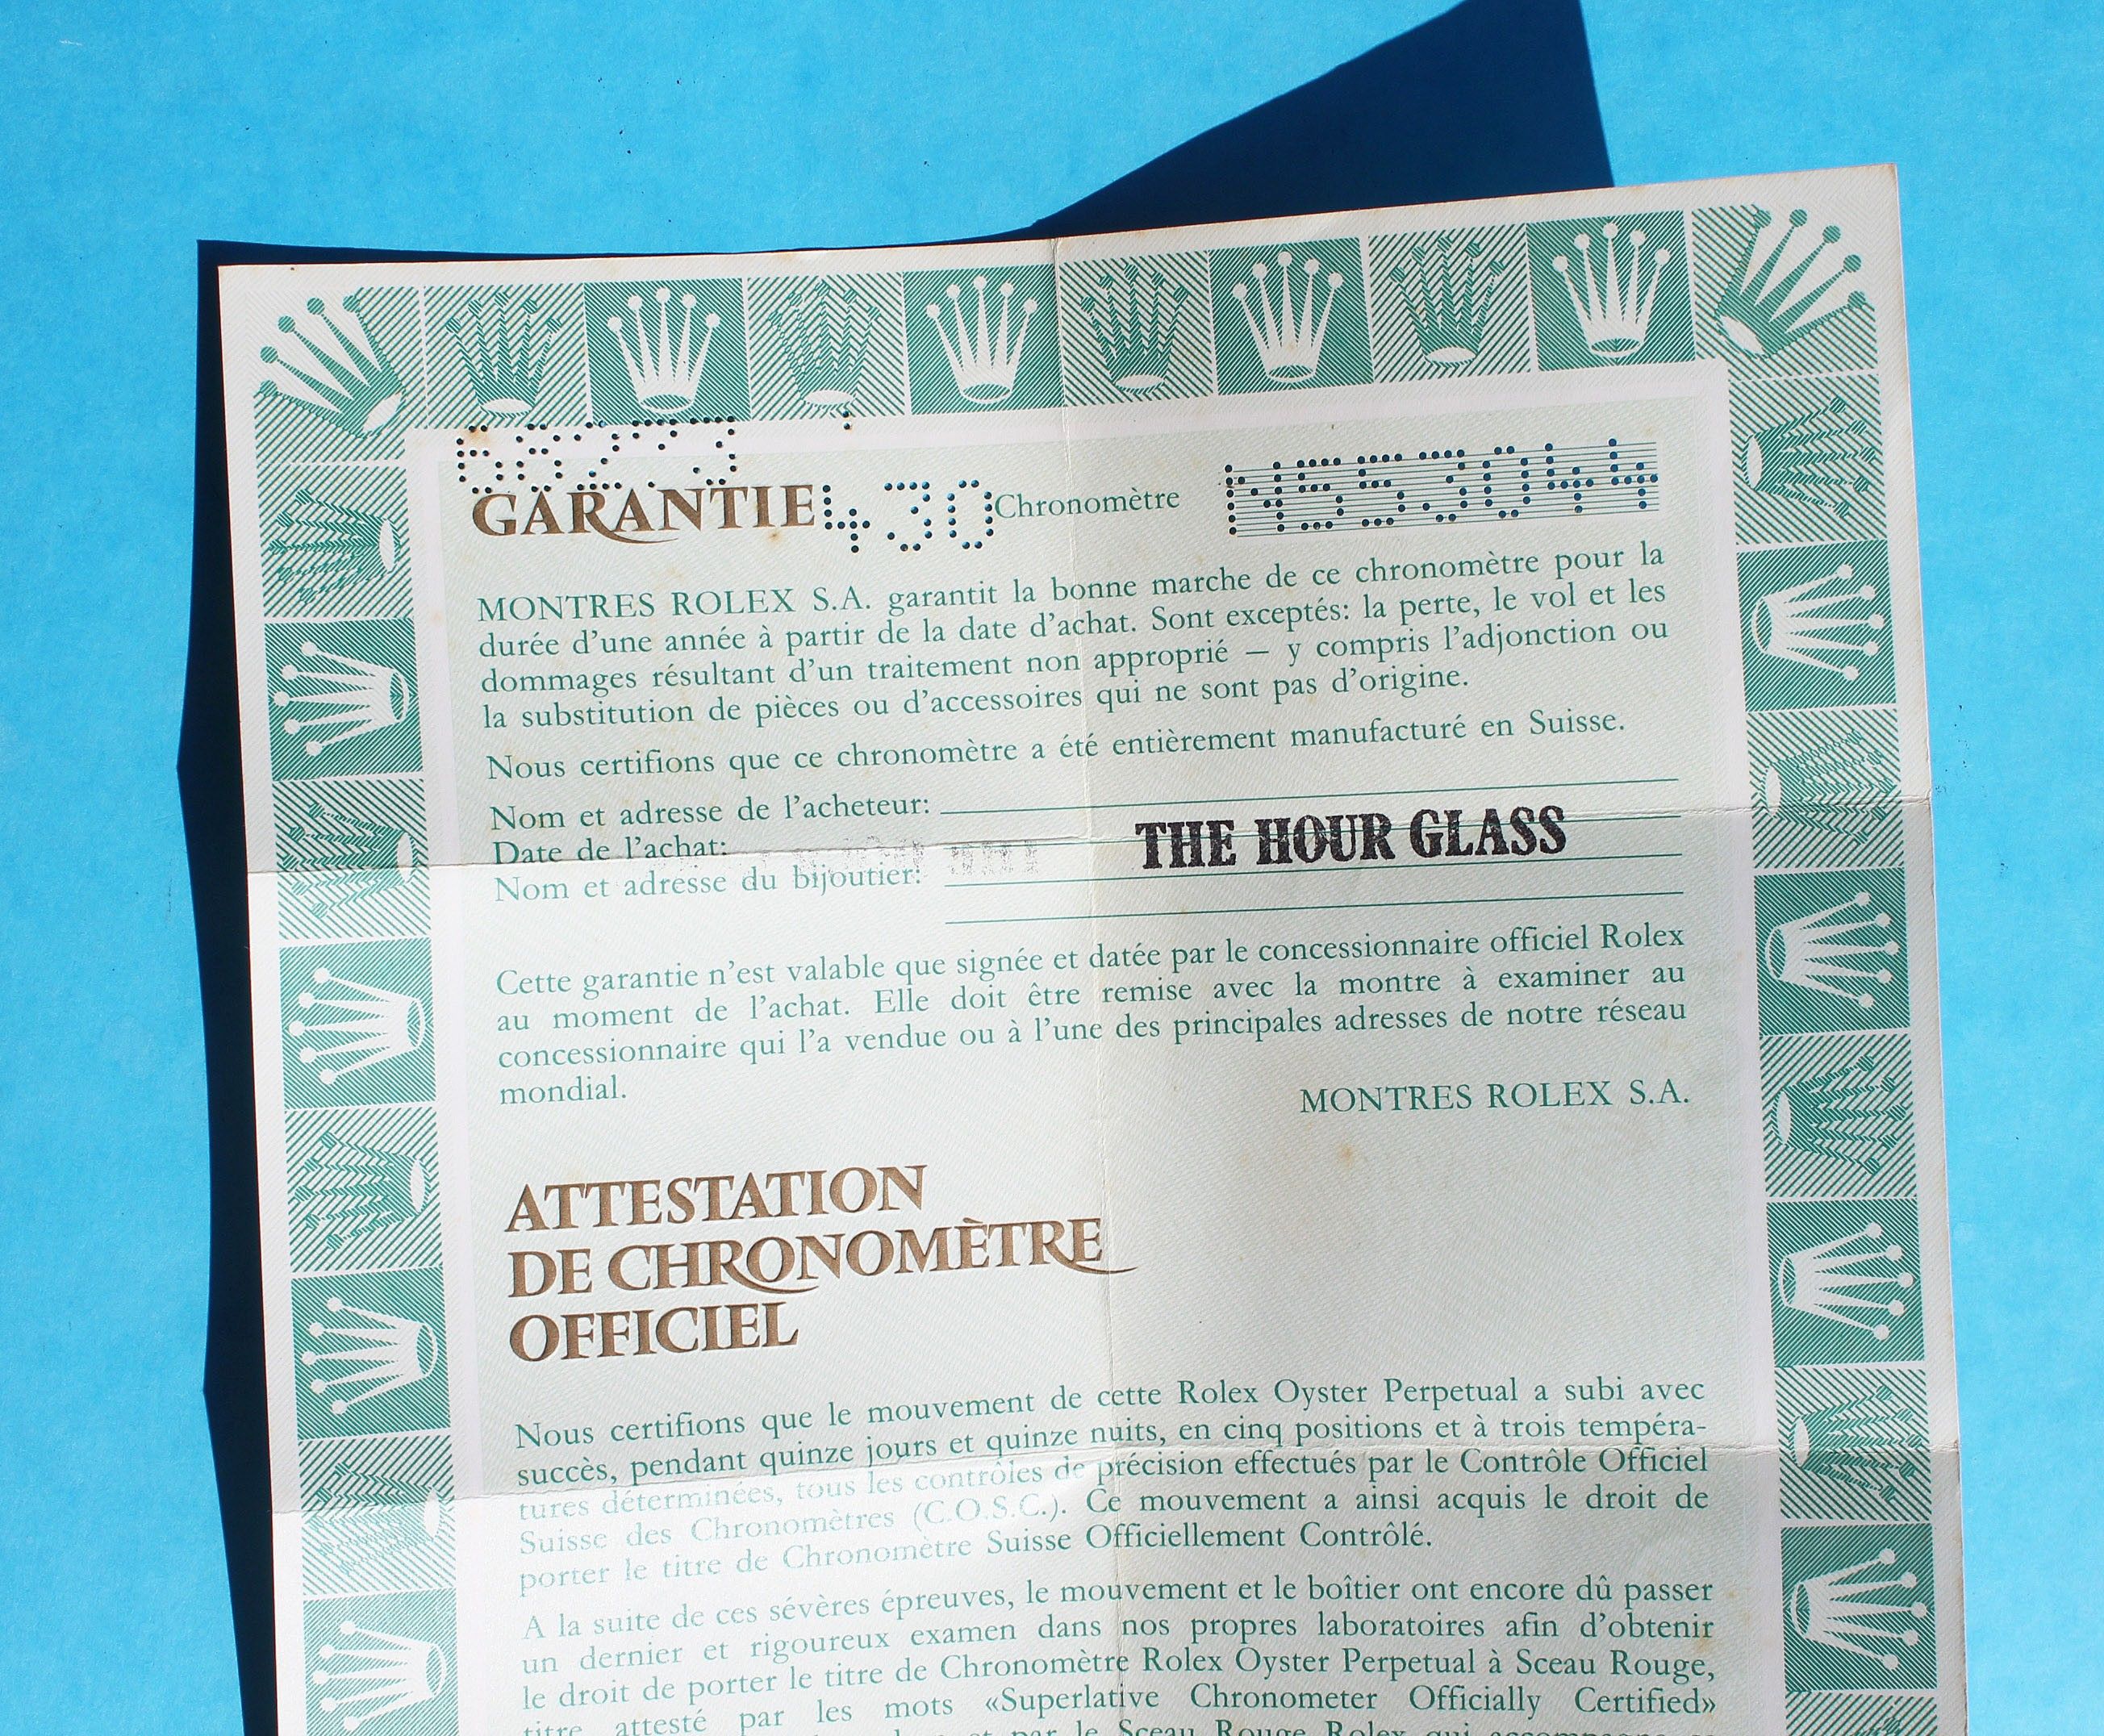 68273
GARANTIE 430 Chronomètre N553044
MONTRES ROLEX S.A. garantit la bonne marche de ce chronomètre pour la
durée d'une année à partir de la date d'achat. Sont exceptés: la perte, le vol et les
dommages résultant d'un traitement non approprié — y compris l'adjonction ou
la substitution de pièces ou d'accessoires qui ne sont pas d'origine.
Nous certifions que ce chronomètre a été entièrement manufacturé en Suisse.
Nom et adresse de l'acheteur:
Date de l'achat:
THE HOUR GLASS
Nom et adresse du bijoutier:
Cette garantie n'est valable que signée et datée par le concessionnaire officiel Rolex
au moment de l'achat. Elle doit être remise avec la montre à examiner au
concessionnaire qui l'a vendue ou à l'une des principales adresses de notre réseau
mondial.
MONTRES ROLEX S.A.
ATTESTATION
DE CHRONOMÈTRE
OFFICIEL
Nous certifions que le mouvement de cette Rolex Oyster Perpetual a subi avec
succès, pendant quinze jours et quinze nuits, en cinq positions et à trois tempéra-
tures déterminées, tous les contrôles de précision effectués par le Contrôle Officiel
Suisse des Chronomètres (C.O.S.C.). Ce mouvement a ainsi acquis le droit de
porter le titre de Chronomètre Suisse Officiellement Contrôlé.
A la suite de ces sévères épreuves, le mouvement et le boîtier ont encore dû passer
un dernier et rigoureux examen dans nos propres laboratoires afin d'obtenir
le droit de porter le titre de Chronomètre Rolex Oyster Perpetual à Sceau Rouge,
titre attesté par les mots «Superlative Chronometer Officially Certified»
et par le Sceau Rouge Rolex qui accompagne